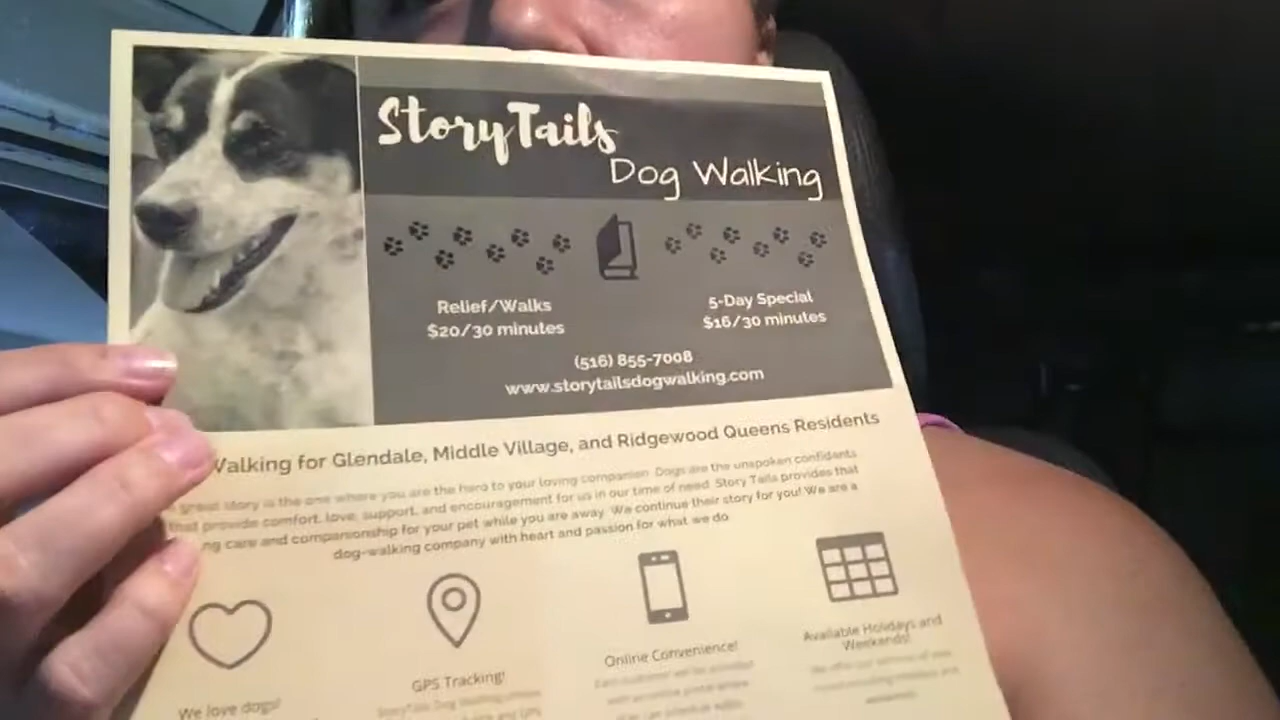 StoryTails
Dog Walking
Relief/Walks
$20/30 minutes
5-Day Special
$16/30 minutes
(516) 855-7008
www.storytailsdogwalking.com
Walking for Glendale, Middle Village, and Ridgewood Queens Residents
great story is the one where you are the hero to your loving companion. Dogs are the unspoken confidants
that provide comfort, love, support, and encouragement for us in our time of need. Story Tails provides that
care and companionship for your pet while you are away. We continue their story for you! We are a
dog-walking company with heart and passion for what we do.
We love dogs!
GPS Tracking!
Online Convenience!
Available Holidays and
Weekends!